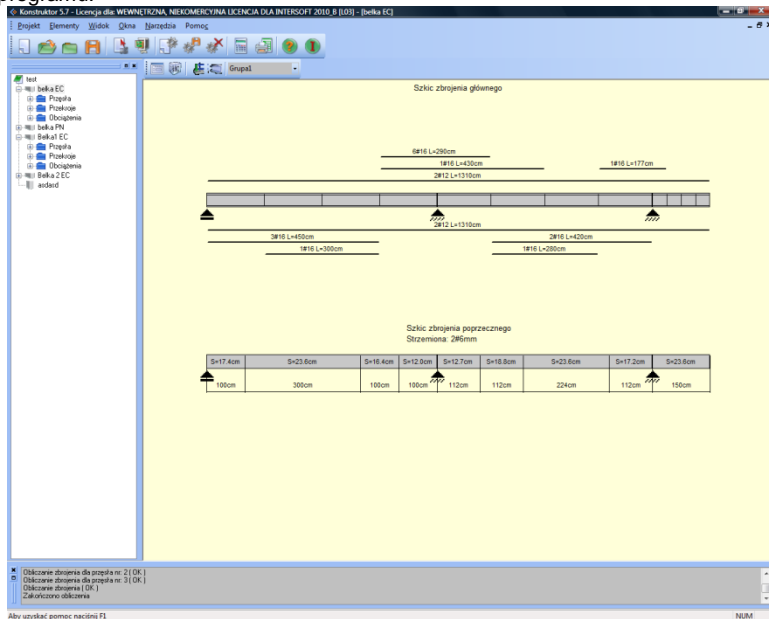 programu.
Konstruktor 5.7 - Licencja dla: WEWNĘTRZNA, NIEKOMERCYJNA LICENCJA DLA INTERSOFT 2010_B [L03] - [belka EC]
Projekt Elementy Widok Okna Narzędzia Pomoc
Grupa1
test
belka EC
Przęsła
Przekroje
Obciążenia
belka PN
Belka1 EC
Przęsła
Przekroje
Obciążenia
Belka 2 EC
asdasd
Szkic zbrojenia głównego
6#16 L=290cm
1#16 L=430cm 1#16 L=177cm
2#12 L=1310cm
2#12 L=1310cm
3#16 L=450cm 2#16 L=420cm
1#16 L=300cm 1#16 L=280cm
Szkic zbrojenia poprzecznego
Strzemiona: 2#6mm
S=17.4cm S=23.6cm S=16.4cm S=12.0cm S=12.7cm S=18.8cm S=23.6cm S=17.2cm S=23.6cm
100cm 300cm 100cm 100cm 112cm 112cm 224cm 112cm 150cm
Obliczanie zbrojenia dla przęsła nr: 2 ( OK )
Obliczanie zbrojenia dla przęsła nr: 3 ( OK )
Obliczono zbrojenia ( OK )
Zakończono obliczenia
Aby uzyskać pomoc naciśnij F1 NUM